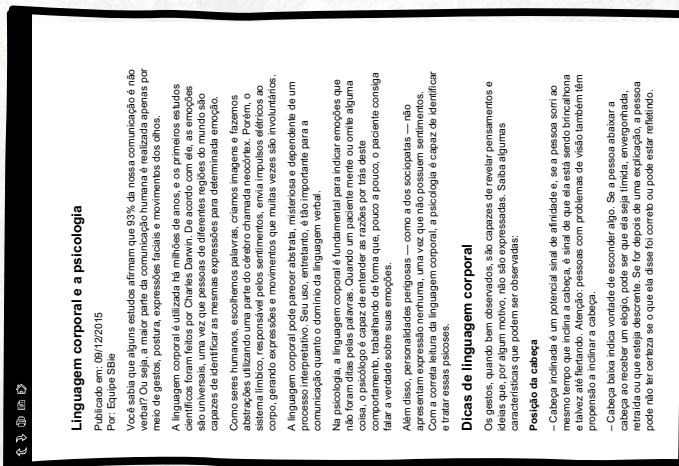 Linguagem corporal e a psicologia
Publicado em: 09/12/2015
Por: Equipe SBie
Você sabia que alguns estudos afirmam que 93% da nossa comunicação é não
verbal? Ou seja, a maior parte da comunicação humana é realizada apenas por
meio de gestos, postura, expressões faciais e movimentos dos olhos.
A linguagem corporal é utilizada há milhões de anos, e os primeiros estudos
científicos foram feitos por Charles Darwin. De acordo com ele, as emoções
são universais, uma vez que pessoas de diferentes regiões do mundo são
capazes de identificar as mesmas expressões para determinada emoção.
Como seres humanos, escolhemos palavras, criamos imagens e fazemos
abstrações utilizando uma parte do cérebro chamada neocórtex. Porém, o
sistema límbico, responsável pelos sentimentos, envia impulsos elétricos ao
corpo, gerando expressões e movimentos que muitas vezes são involuntários.
A linguagem corporal pode parecer abstrata, misteriosa e dependente de um
processo interpretativo. Seu uso, entretanto, é tão importante para a
comunicação quanto o domínio da linguagem verbal.
Na psicologia, a linguagem corporal é fundamental para indicar emoções que
não foram ditas pelas palavras. Quando um paciente mente ou omite alguma
coisa, o psicólogo é capaz de entender as razões por trás deste
comportamento, trabalhando de forma que, pouco a pouco, o paciente consiga
falar a verdade sobre suas emoções.
Além disso, personalidades perigosas — como a dos sociopatas — não
apresentam expressão nenhuma, uma vez que não possuem sentimentos.
Com a correta leitura da linguagem corporal, a psicologia é capaz de identificar
e tratar essas psicoses.
Dicas de linguagem corporal
Os gestos, quando bem observados, são capazes de revelar pensamentos e
ideias que, por algum motivo, não são expressadas. Saiba algumas
características que podem ser observadas:
Posição da cabeça
– Cabeça inclinada é um potencial sinal de afinidade e, se a pessoa sorri ao
mesmo tempo que inclina a cabeça, é sinal de que ela está sendo brincalhona
e talvez até flertando. Atenção: pessoas com problemas de visão também têm
propensão a inclinar a cabeça.
– Cabeça baixa indica vontade de esconder algo. Se a pessoa abaixar a
cabeça ao receber um elogio, pode ser que ela seja tímida, envergonhada,
retraída ou que esteja descrente. Se for depois de uma explicação, a pessoa
pode não ter certeza se o que ela disse foi correto ou pode estar refletindo.